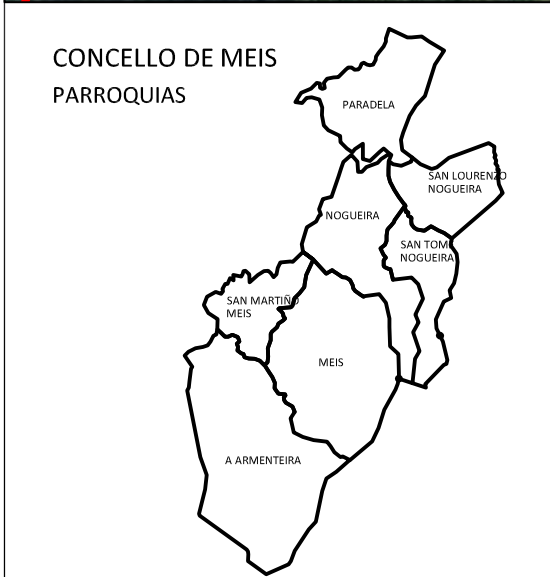 CONCELLO DE MEIS
PARROQUIAS
PARADELA
SAN LOURENZO
NOGUEIRA
NOGUEIRA
SAN TOM
NOGUEIRA
SAN MARTIÑO
MEIS
MEIS
A ARMENTEIRA